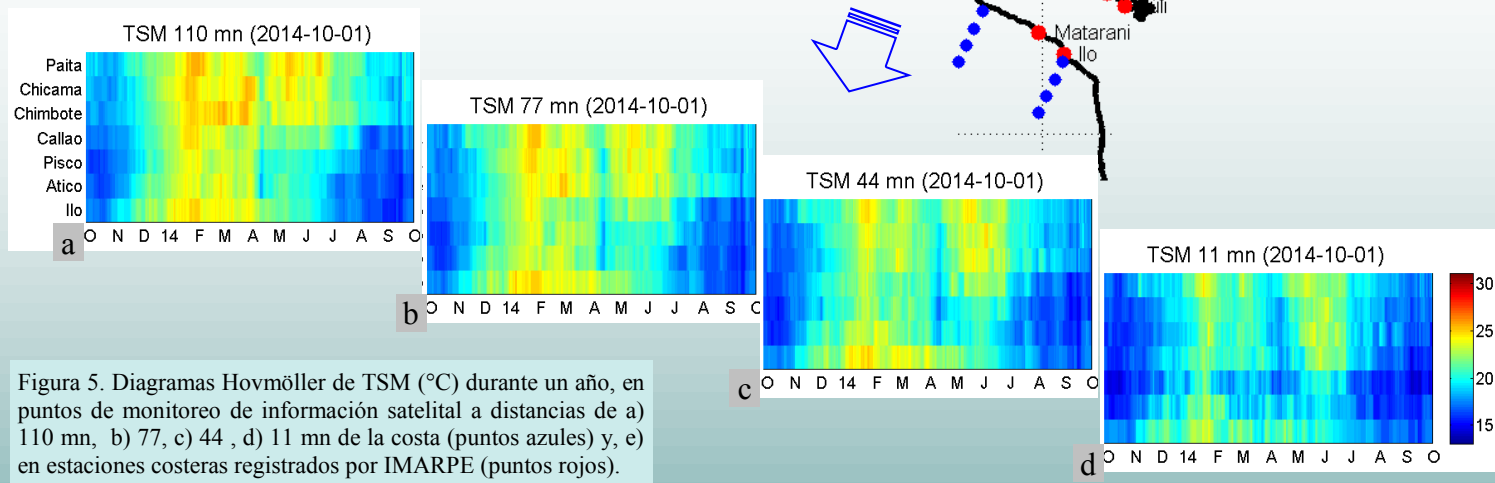 lli
Matarani
Ilo
TSM 110 mn (2014-10-01)
Paita
Chicama
Chimbote
Callao
Pisco
Atico
Ilo
O N D 14 F M A M J J A S O
a
TSM 77 mn (2014-10-01)
O N D 14 F M A M J J A S O
b
TSM 44 mn (2014-10-01)
O N D 14 F M A M J J A S O
c
TSM 11 mn (2014-10-01)
30
25
20
15
O N D 14 F M A M J J A S O
d
Figura 5. Diagramas Hovmöller de TSM (°C) durante un año, en
puntos de monitoreo de información satelital a distancias de a)
110 mn, b) 77, c) 44 , d) 11 mn de la costa (puntos azules) y, e)
en estaciones costeras registrados por IMARPE (puntos rojos).